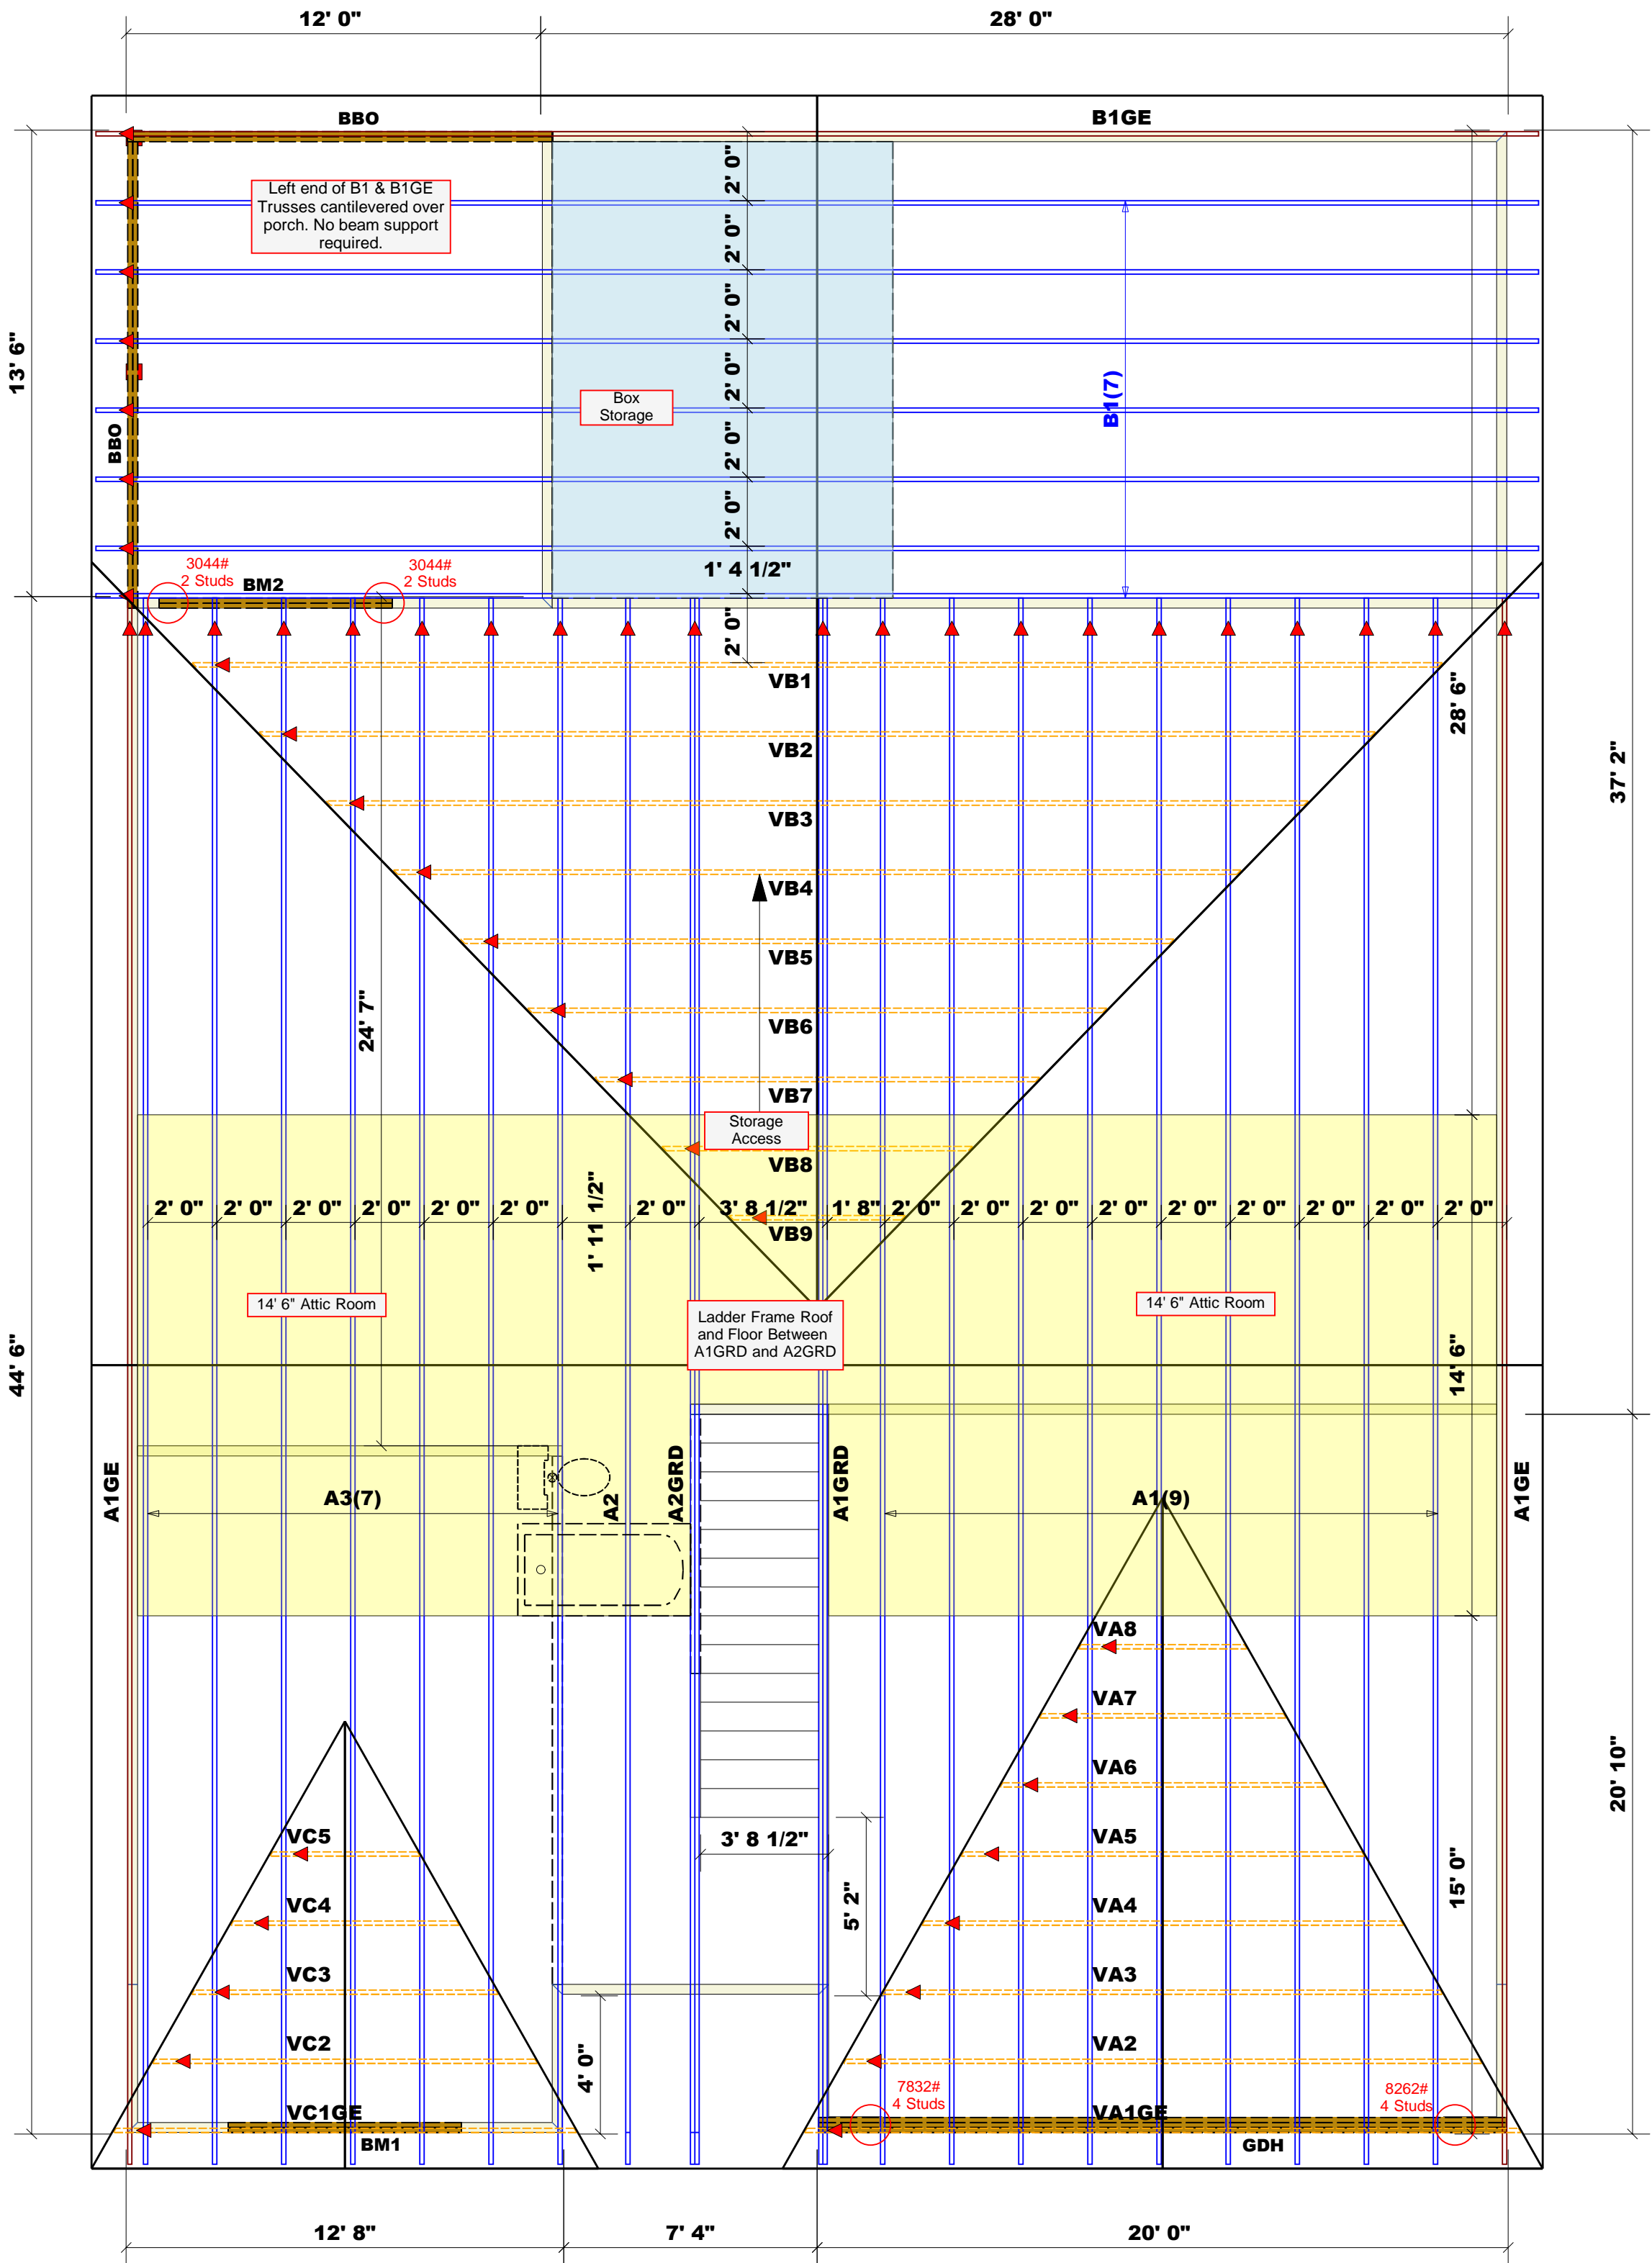 12' 0"
28' 0"
BBO
B1GE
2' 0"
Left end of B1 & B1GE
Trusses cantilevered over
porch. No beam support
required.
2' 0"
2' 0"
13' 6"
2' 0"
B1(7)
Box
Storage
BBO
2' 0"
2' 0"
1' 4 1/2"
3044#
2 Studs
3044#
2 Studs
BM2
2' 0"
VB1
28' 6"
VB2
37' 2"
VB3
VB4
VB5
24' 7"
VB6
VB7
Storage
Access
VB8
2' 0"
2' 0"
2' 0"
2' 0"
2' 0"
2' 0"
1' 11 1/2"
2' 0"
3' 8 1/2"
1' 8"
2' 0"
2' 0"
2' 0"
2' 0"
2' 0"
2' 0"
2' 0"
2' 0"
2' 0"
VB9
14' 6" Attic Room
14' 6" Attic Room
Ladder Frame Roof
and Floor Between
A1GRD and A2GRD
44' 6"
14' 6"
A1GE
A3(7)
A2
A2GRD
A1GRD
A1(9)
A1GE
VA8
VA7
VA6
20' 10"
VC5
3' 8 1/2"
VA5
VC4
5' 2"
VA4
15' 0"
VC3
VA3
VC2
4' 0"
VA2
7832#
4 Studs
8262#
4 Studs
VC1GE
VA1GE
BM1
GDH
12' 8"
7' 4"
20' 0"